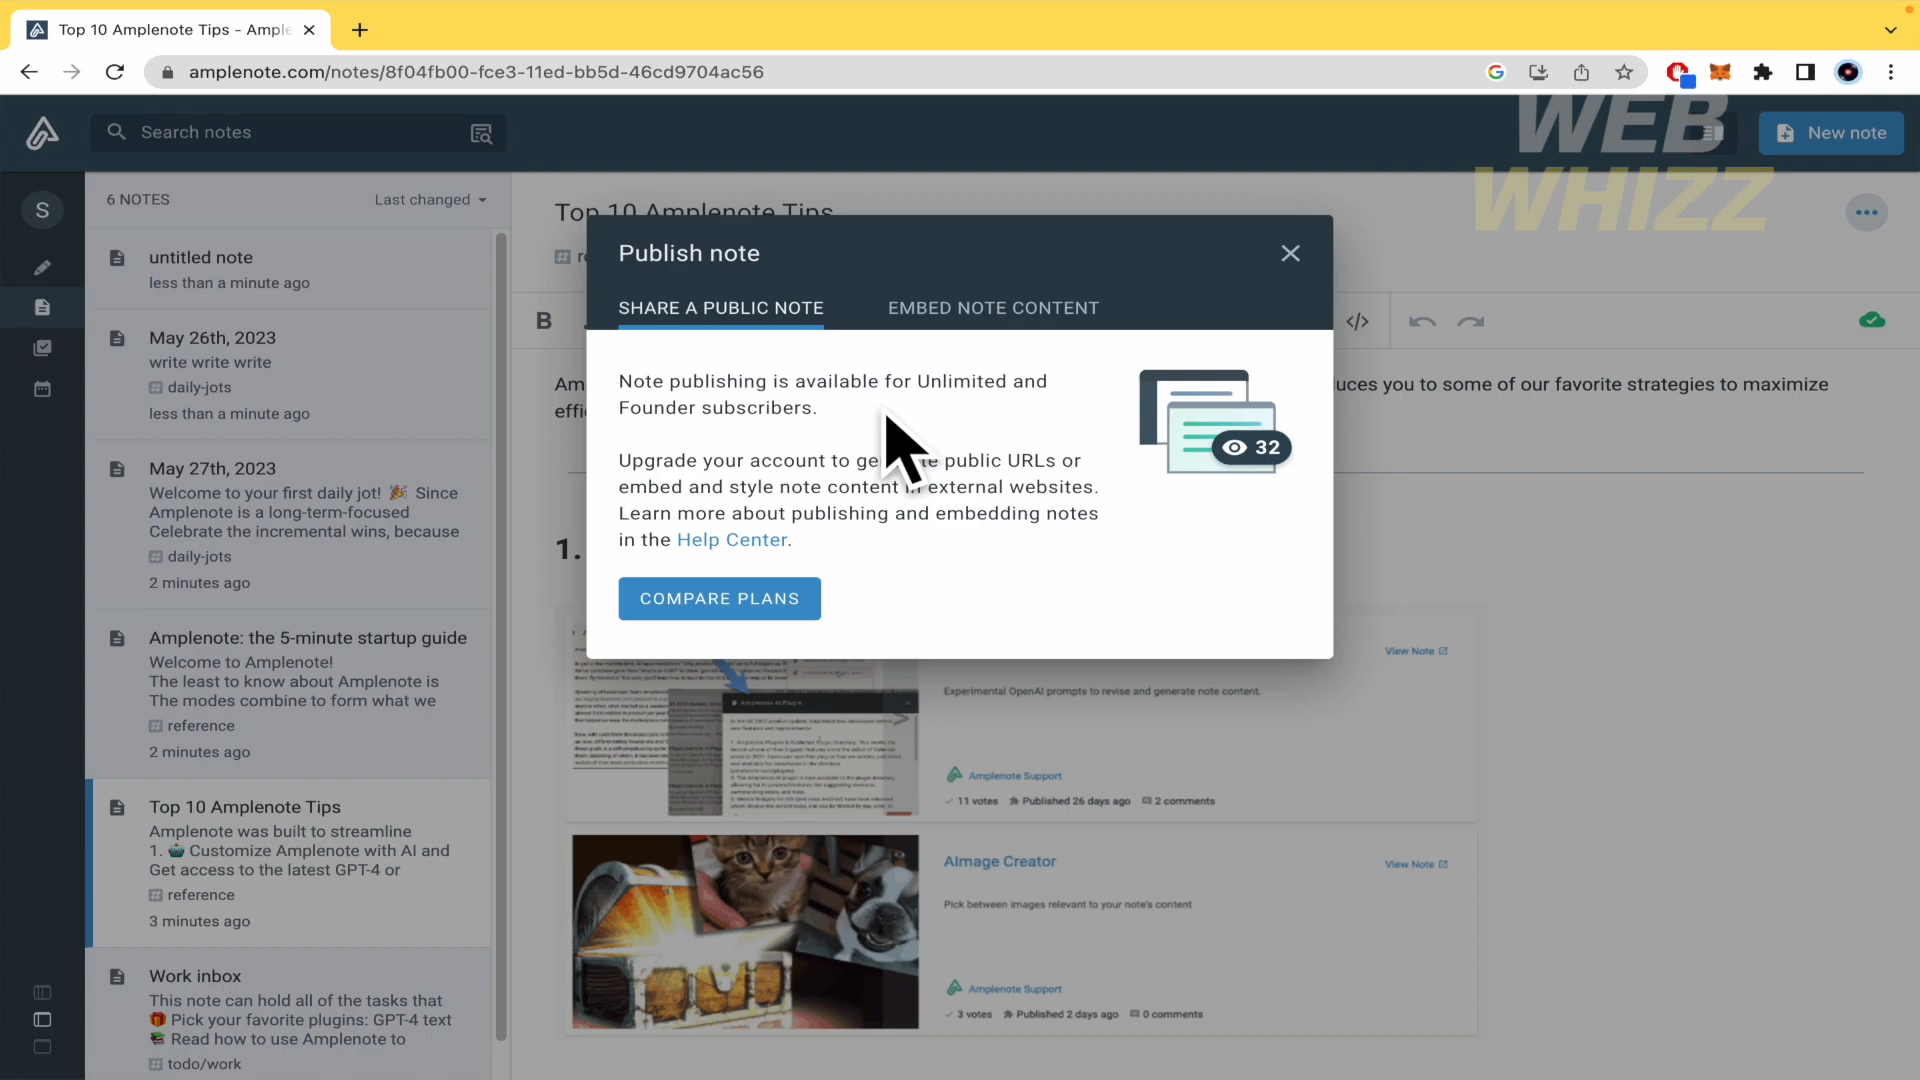 Top 10 Amplenote Tips - Ample
amplenote.com/notes/8f04fb00-fce3-11ed-bb5d-46cd9704ac56
Search notes
WEB
WHIZZ
New note
S
6 NOTES
Last changed
untitled note
less than a minute ago
May 26th, 2023
write write write
daily-jots
less than a minute ago
May 27th, 2023
Welcome to your first daily jot! 🎉 Since
Amplenote is a long-term-focused
Celebrate the incremental wins, because
daily-jots
2 minutes ago
Amplenote: the 5-minute startup guide
Welcome to Amplenote!
The least to know about Amplenote is
The modes combine to form what we
reference
2 minutes ago
Top 10 Amplenote Tips
Amplenote was built to streamline
1. 🤖 Customize Amplenote with AI and
Get access to the latest GPT-4 or
reference
3 minutes ago
Work inbox
This note can hold all of the tasks that
🎁 Pick your favorite plugins: GPT-4 text
📚 Read how to use Amplenote to
todo/work
Top 10 Amplenote Tips
B
Publish note
SHARE A PUBLIC NOTE
EMBED NOTE CONTENT
Note publishing is available for Unlimited and
Founder subscribers.
Upgrade your account to ge te public URLs or
embed and style note content in external websites.
Learn more about publishing and embedding notes
in the Help Center.
COMPARE PLANS
32
Am uces you to some of our favorite strategies to maximize
effi
1.
View Note
Experimental OpenAI prompts to revise and generate note content.
Amplenote Support
11 votes Published 26 days ago 2 comments
Amplenote AI Plugin
AImage Creator
View Note
Pick between images relevant to your note's content
Amplenote Support
3 votes Published 2 days ago 0 comments